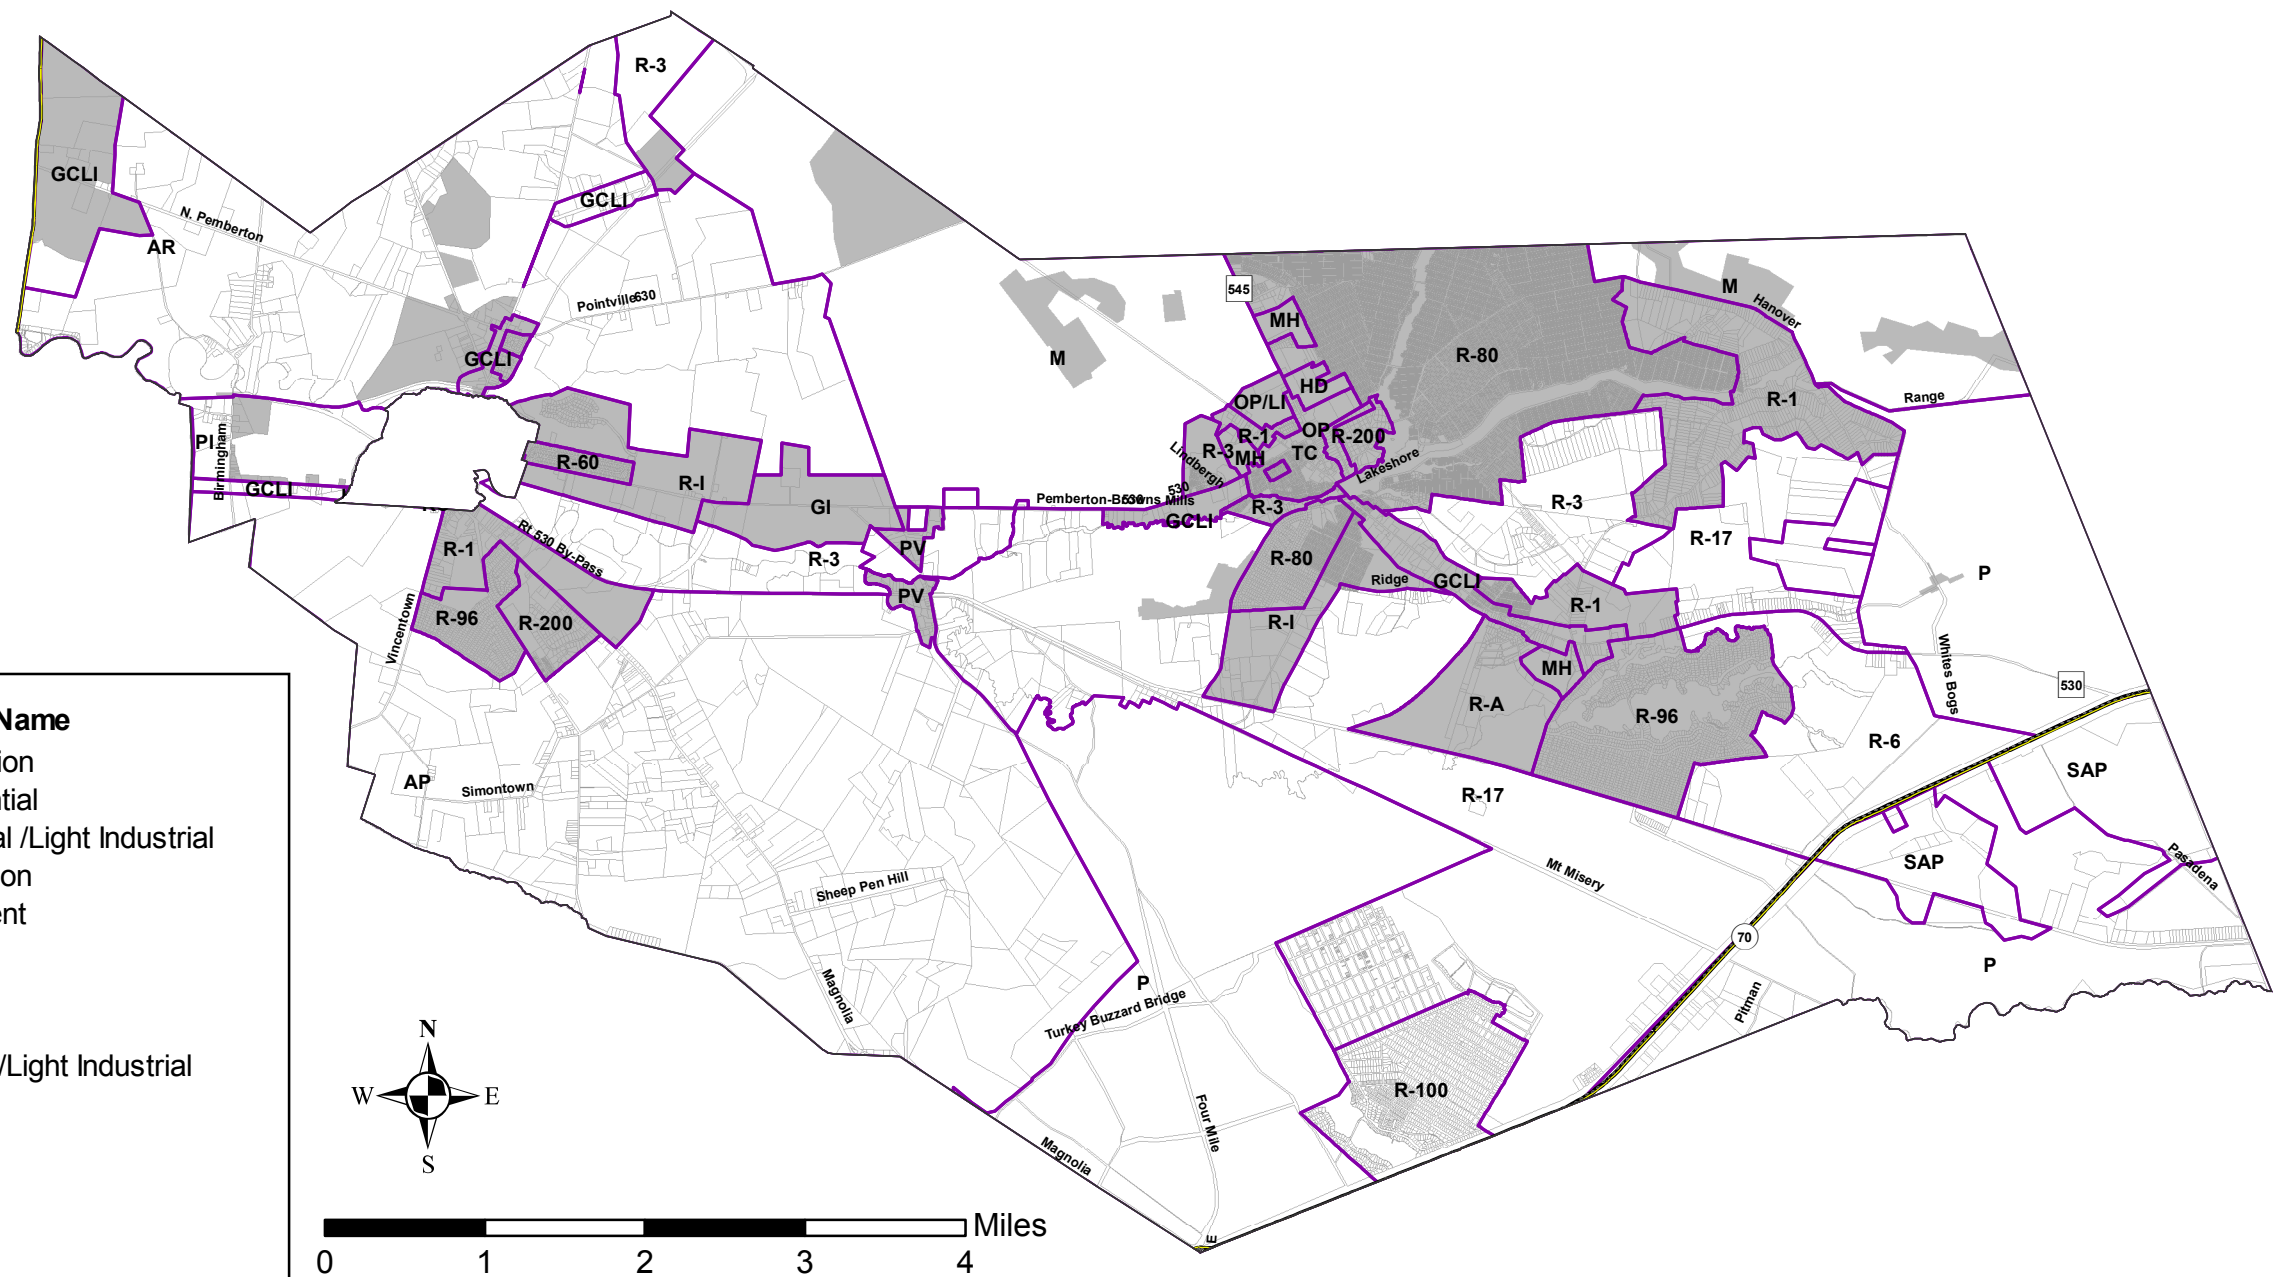 R-3
GCLI
GCLI
N. Pemberton
AR
Pointville
630
545
M
Hanover
MH
M
R-80
GCLI
HD
Range
R-1
OP/LI
PI
Birmingham
OP
R-1
R-200
R-3
MH
TC
R-60
Lindbergh
Lakeshore
R-I
GCLI
530
Pemberton-Browns Mills
530
R-3
GI
R-3
GCLI
Rt 530 By-Pass
R-17
R-1
PV
R-3
R-80
P
Ridge
GCLI
PV
R-1
R-96
R-200
R-I
Vincentown
Whites Bogs
MH
530
R-A
R-96
R-6
Name
ion
tial
al /Light Industrial
on
ent
/Light Industrial
SAP
AP
Simontown
R-17
SAP
Pasadena
Mt Misery
Sheep Pen Hill
70
P
P
Magnolia
Turkey Buzzard Bridge
Pitman
N
W
E
S
R-100
Four Mile
Magnolia
E
Miles
0 1 2 3 4